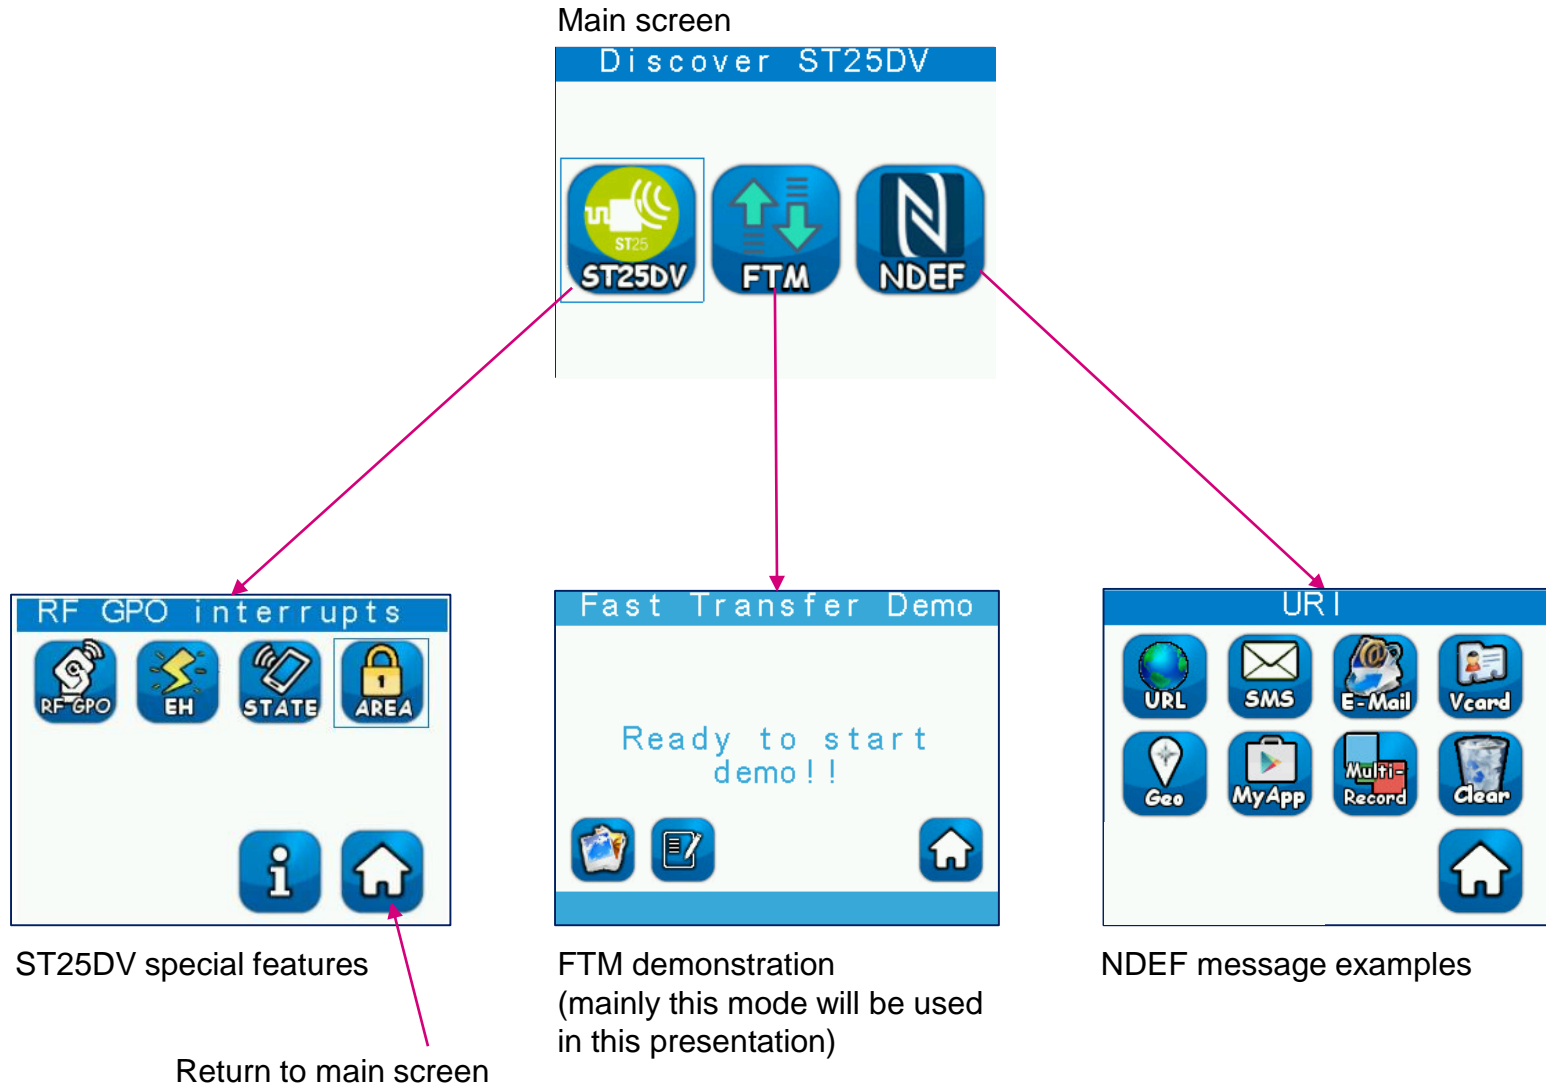 Main screen
Discover ST25DV
ST25
ST25DV
FTM
NDEF
RF GPO interrupts
RF-GPO
EH
STATE
1
AREA
ST25DV special features
Return to main screen
Fast Transfer Demo
Ready to start
demo!!
FTM demonstration
(mainly this mode will be used
in this presentation)
URI
URL
SMS
@
E-Mail
Vcard
Geo
MyApp
Multi-
Record
Clear
NDEF message examples